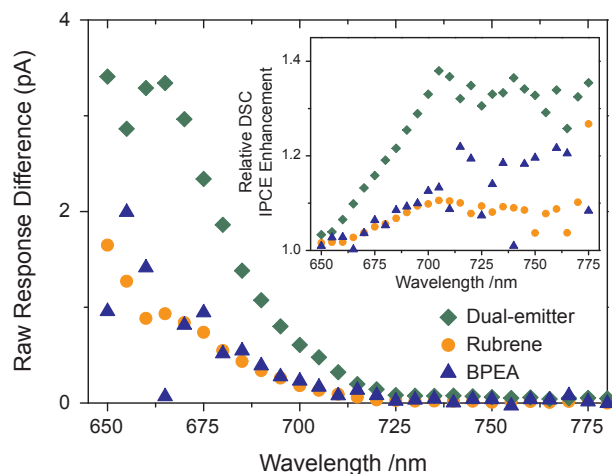 4
2
0
Raw Response Difference (pA)
650
675
700
725
750
775
Wavelength /nm
1.4
1.2
1.0
Relative DSC
IPCE Enhancement
650
675
700
725
750
775
Wavelength /nm
Dual-emitter
Rubrene
BPEA